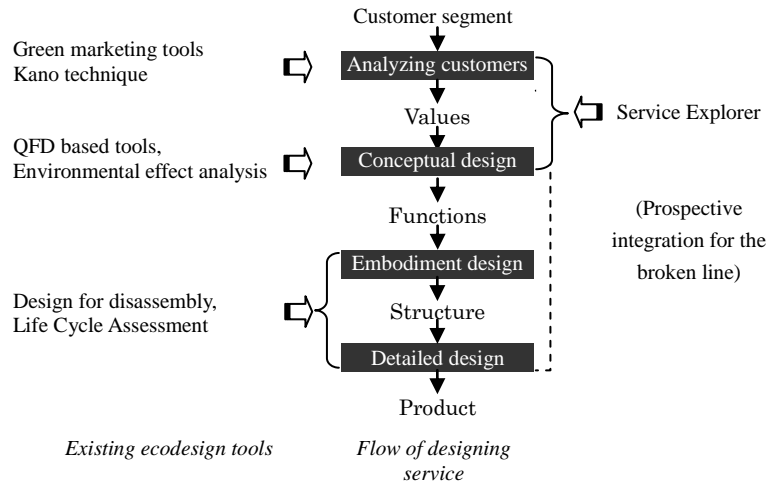 Customer segment
Green marketing tools
Kano technique
Analyzing customers
Values
Service Explorer
QFD based tools,
Environmental effect analysis
Conceptual design
Functions
(Prospective
integration for the
broken line)
Embodiment design
Design for disassembly,
Life Cycle Assessment
Structure
Detailed design
Product
Existing ecodesign tools
Flow of designing
service